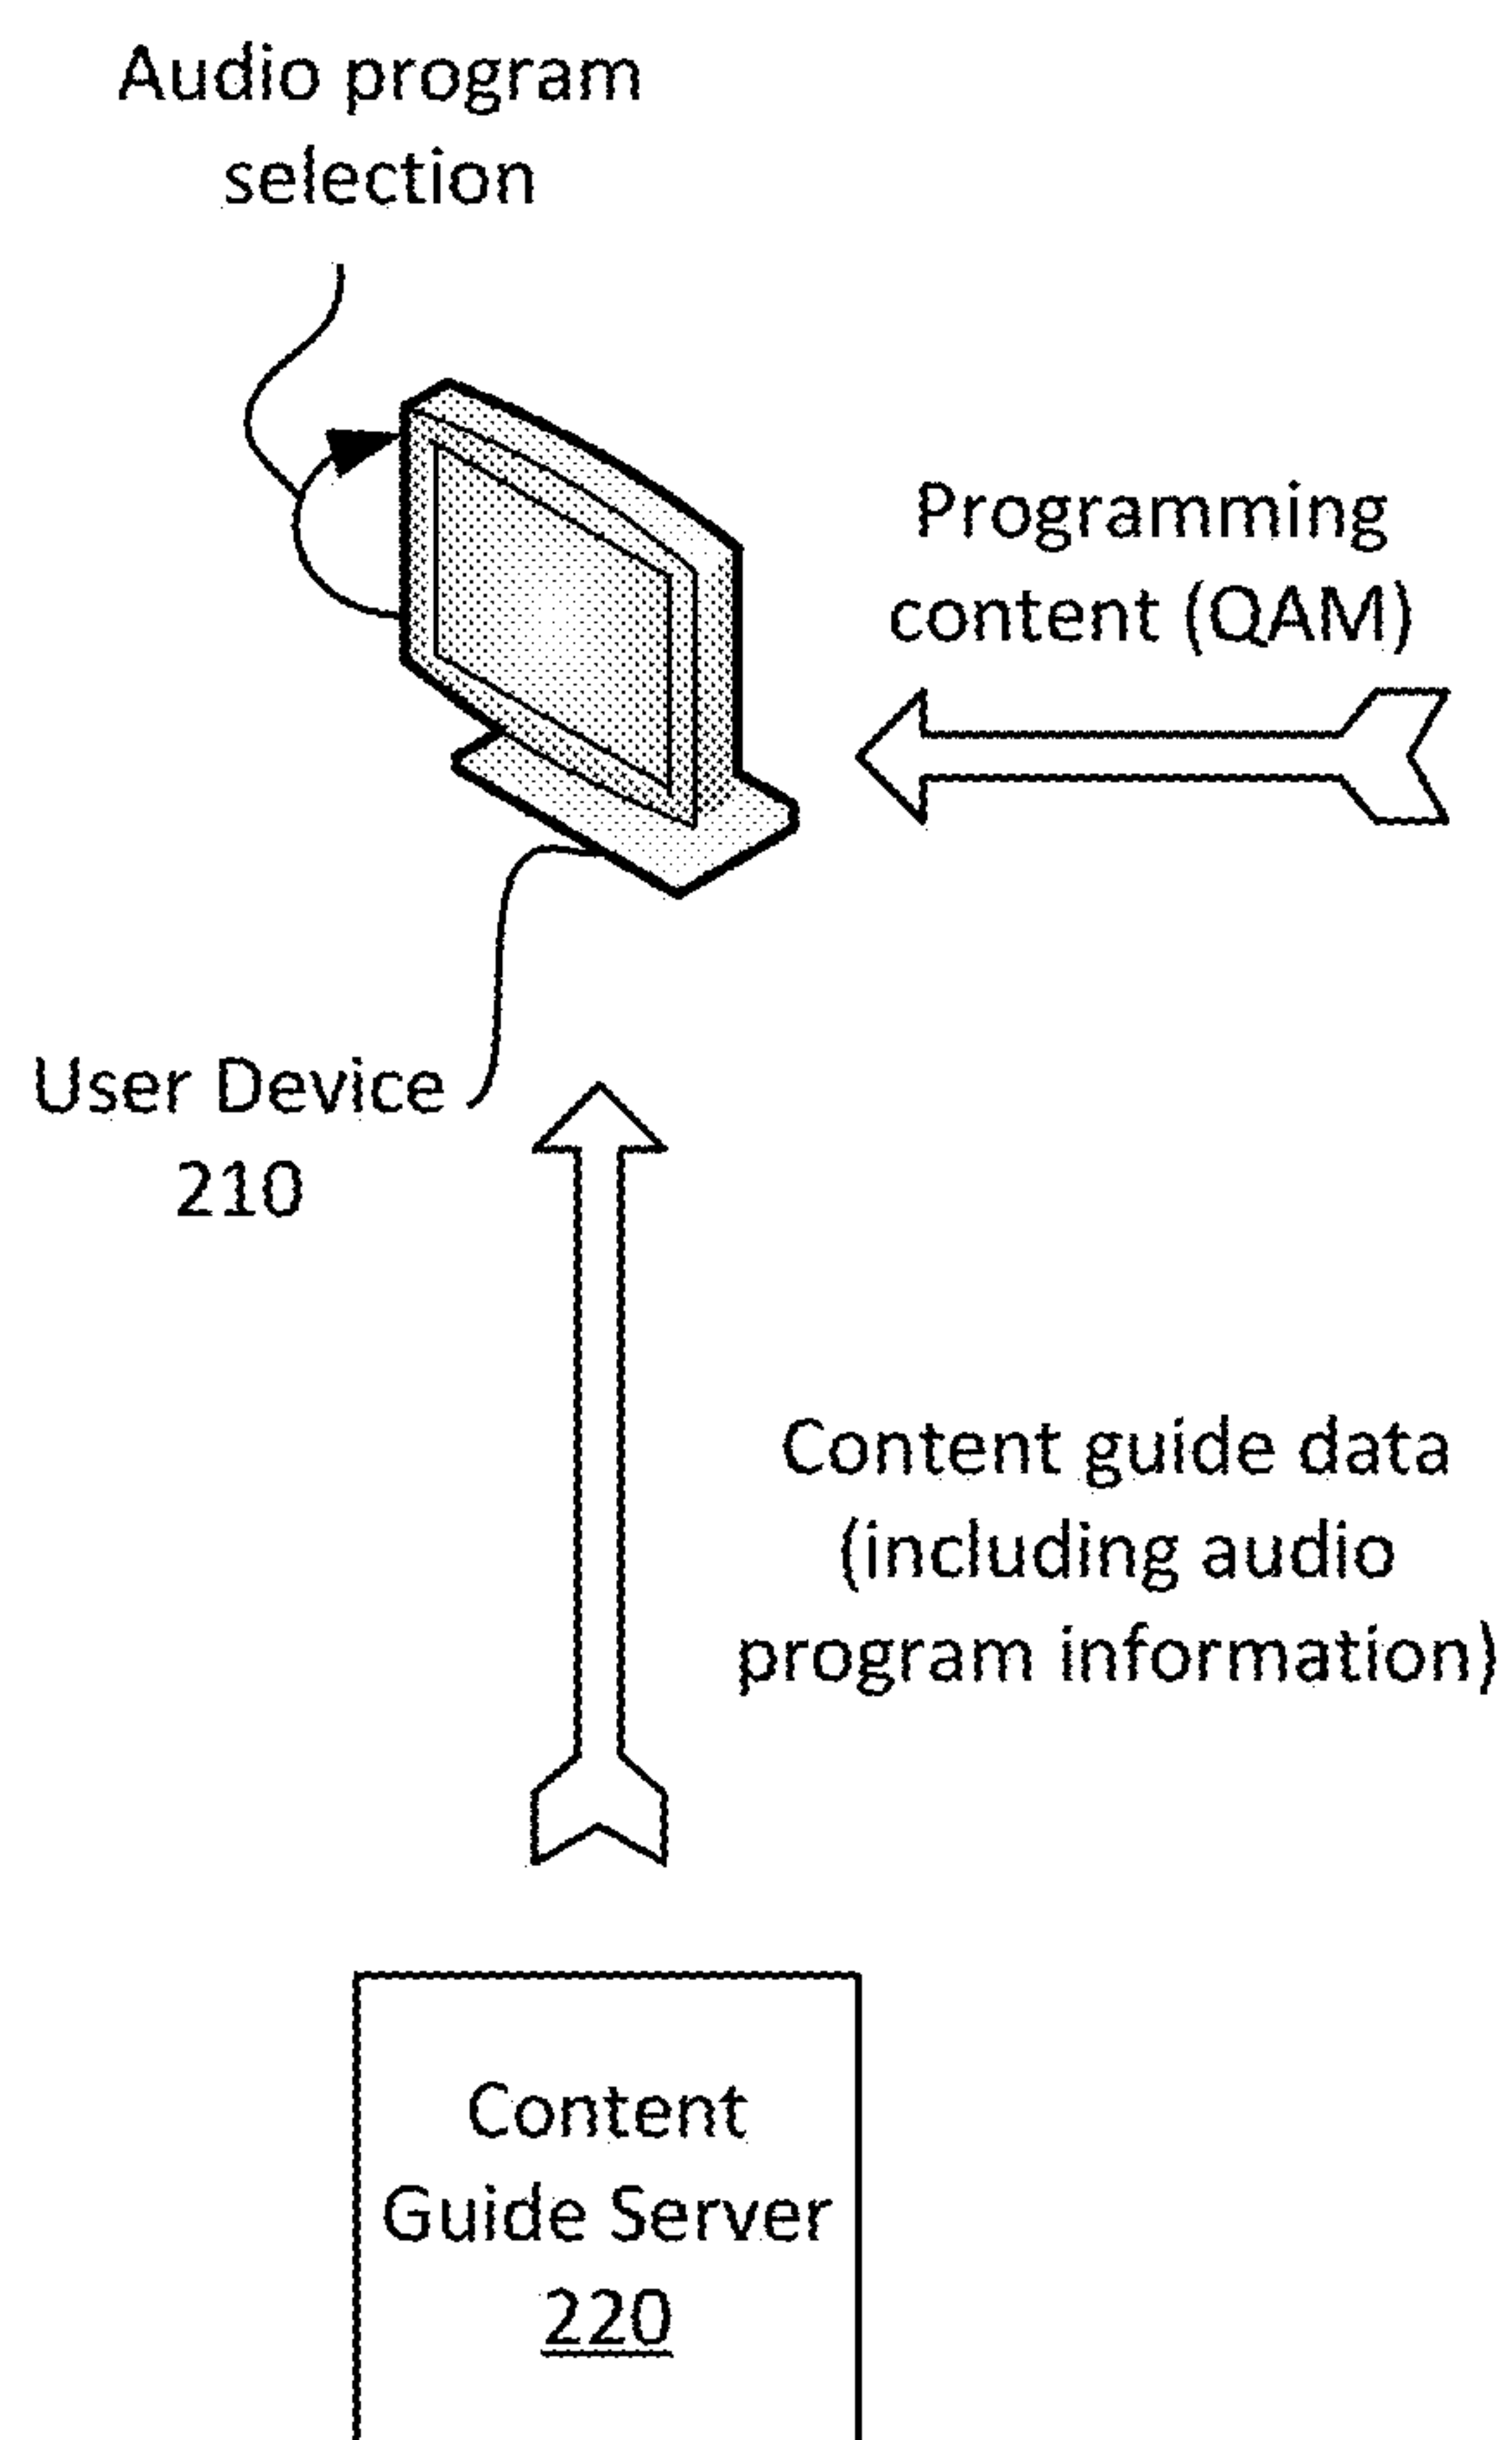 Audio program
selection
Programming
content (QAM)
User Device
210
Content guide data
(including audio
program information)
Content
Guide Server
220